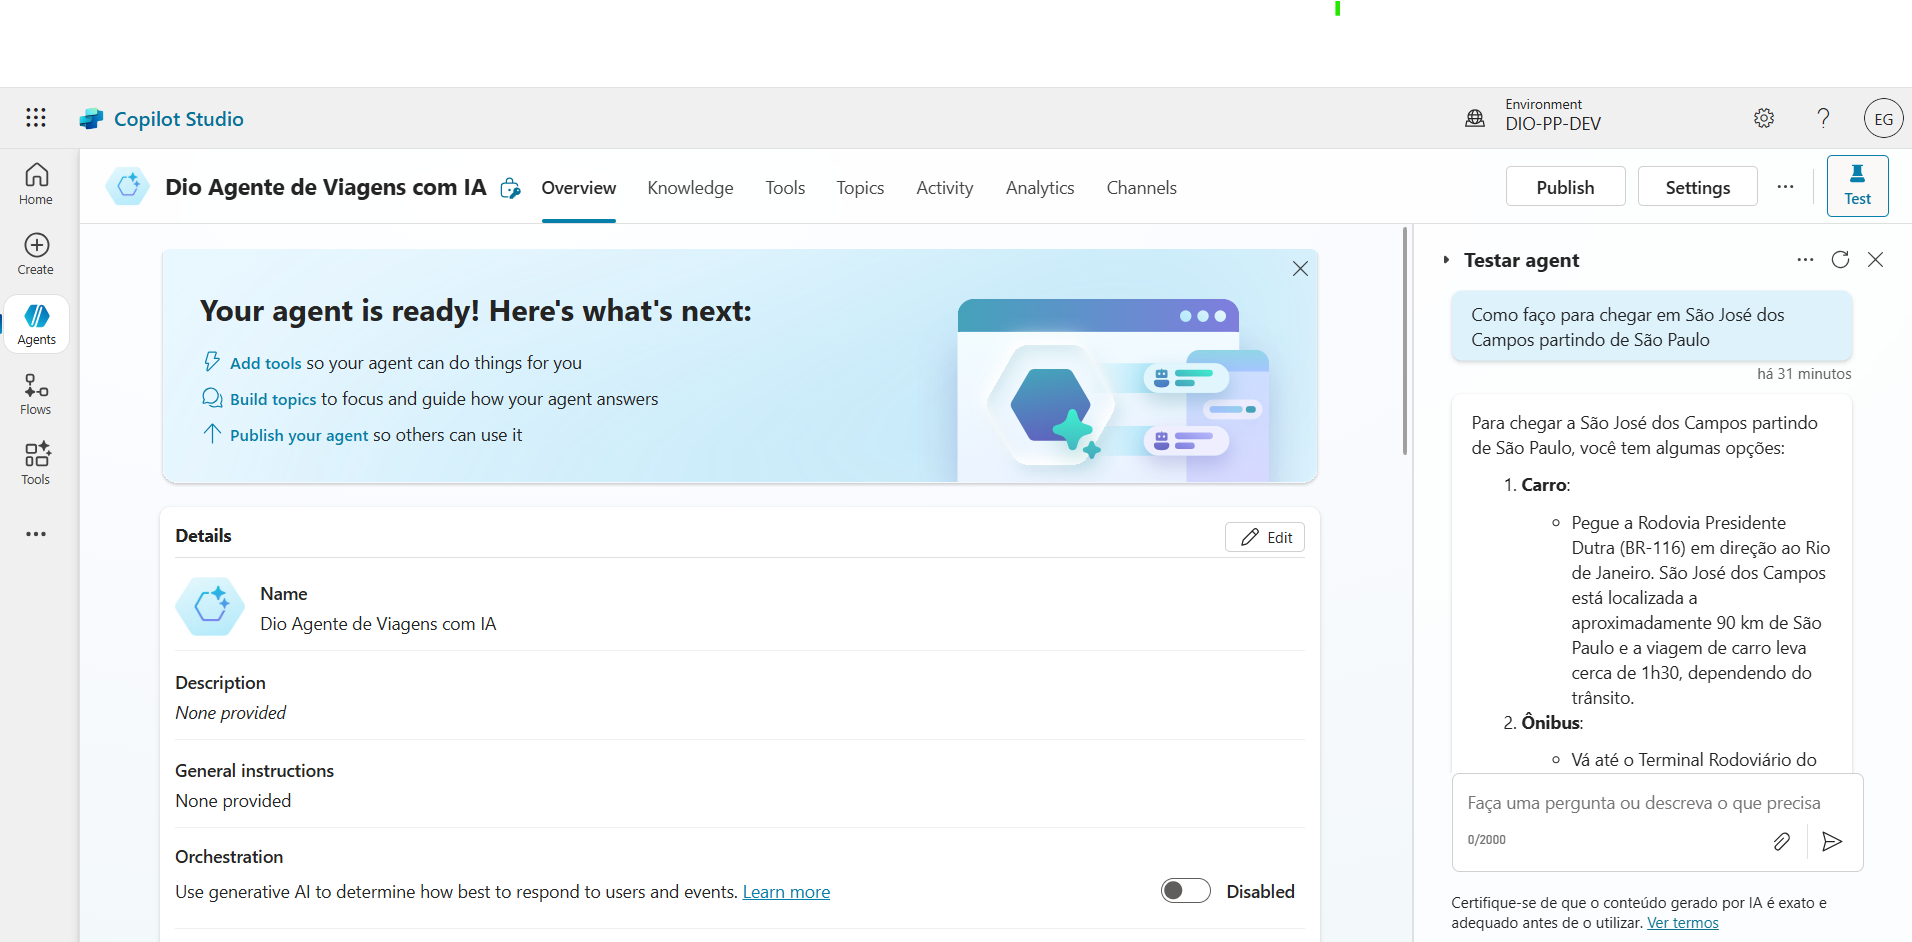 Copilot Studio
Environment
DIO-PP-DEV
EG
Home
Create
Agents
Flows
Tools
Dio Agente de Viagens com IA
Overview
Knowledge
Tools
Topics
Activity
Analytics
Channels
Publish
Settings
Test
Your agent is ready! Here's what's next:
Add tools so your agent can do things for you
Build topics to focus and guide how your agent answers
Publish your agent so others can use it
Details
Edit
Name
Dio Agente de Viagens com IA
Description
None provided
General instructions
None provided
Orchestration
Use generative AI to determine how best to respond to users and events. Learn more
Disabled
Testar agent
Como faço para chegar em São José dos
Campos partindo de São Paulo
há 31 minutos
Para chegar a São José dos Campos partindo
de São Paulo, você tem algumas opções:
1. Carro:
Pegue a Rodovia Presidente
Dutra (BR-116) em direção ao Rio
de Janeiro. São José dos Campos
está localizada a
aproximadamente 90 km de São
Paulo e a viagem de carro leva
cerca de 1h30, dependendo do
trânsito.
2. Ônibus:
Vá até o Terminal Rodoviário do
Faça uma pergunta ou descreva o que precisa
0/2000
Certifique-se de que o conteúdo gerado por IA é exato e
adequado antes de o utilizar. Ver termos